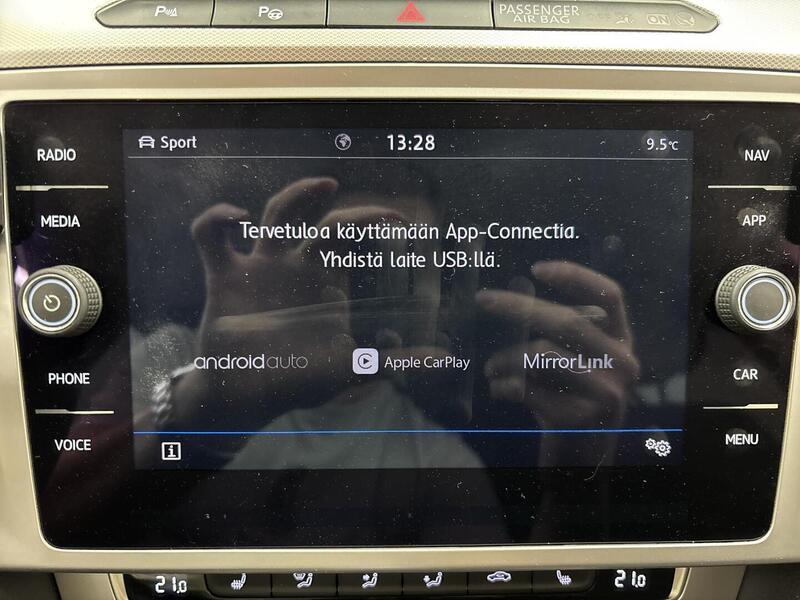 P P PASSENGER
AIR BAG ON
Sport 13:28 9.5°C
RADIO NAV
MEDIA APP
Tervetuloa käyttämään App-Connectia.
Yhdistä laite USB:llä.
androidauto Apple CarPlay MirrorLink
PHONE CAR
VOICE MENU
i
21.0 21.0